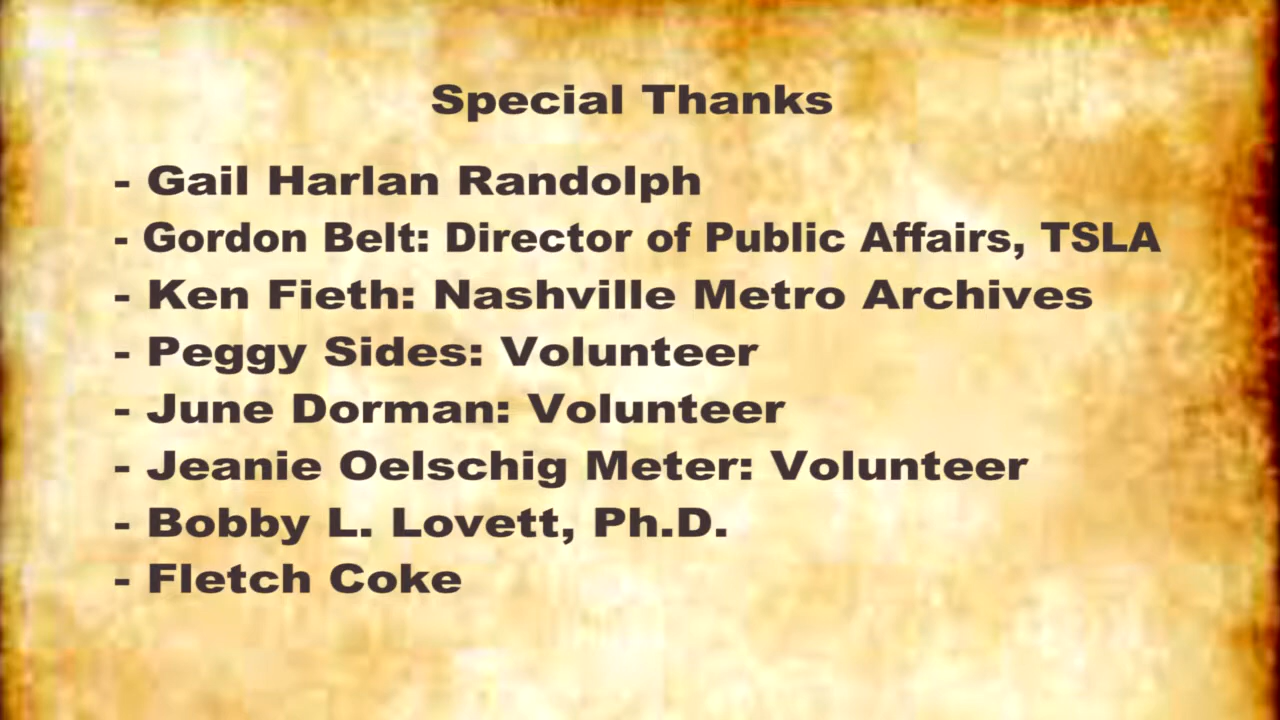 Special Thanks
- Gail Harlan Randolph
- Gordon Belt: Director of Public Affairs, TSLA
- Ken Fieth: Nashville Metro Archives
- Peggy Sides: Volunteer
- June Dorman: Volunteer
- Jeanie Oelschig Meter: Volunteer
- Bobby L. Lovett, Ph.D.
- Fletch Coke